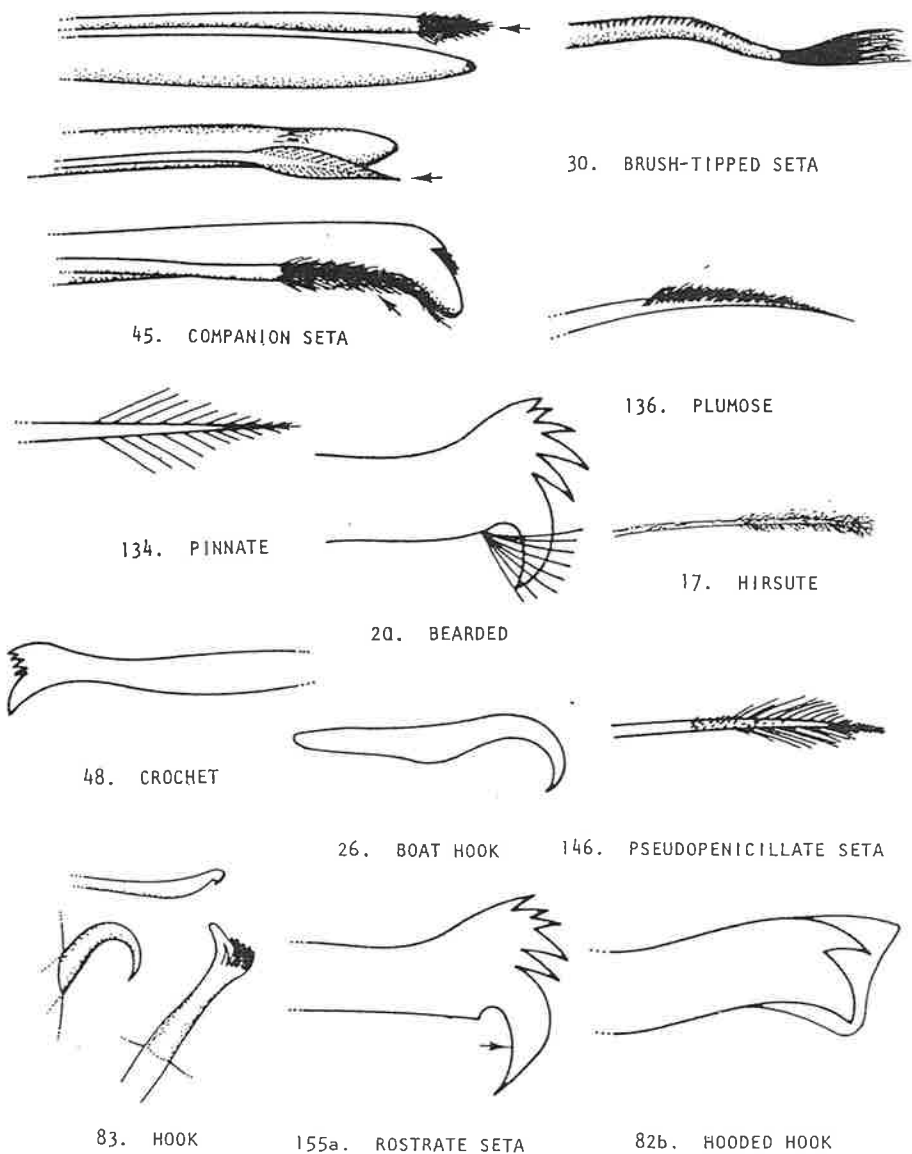 30. BRUSH-TIPPED SETA
45. COMPANION SETA
136. PLUMOSE
134. PINNATE
17. HIRSUTE
20. BEARDED
48. CROCHET
26. BOAT HOOK
146. PSEUDOPENICILLATE SETA
83. HOOK
155a. ROSTRATE SETA
82b. HOODED HOOK